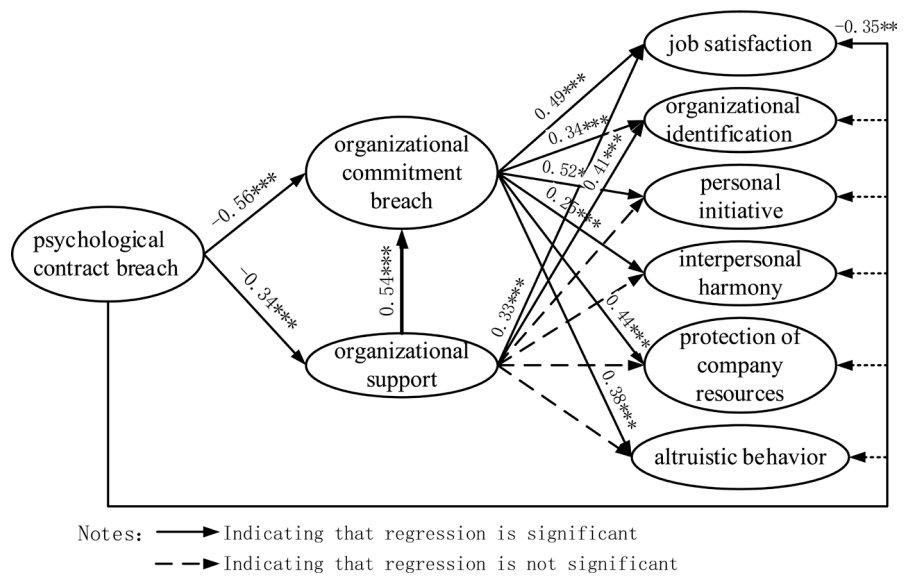 job satisfaction
-0.35**
organizational
identification
personal
initiative
interpersonal
harmony
protection of
company
resources
altruistic behavior
organizational
commitment
breach
psychological
contract breach
organizational
support
-0.56***
-0.34***
0.54***
0.49***
0.34***
0.52*
0.41***
0.25***
0.33***
0.44***
0.38***
Notes: Indicating that regression is significant
Indicating that regression is not significant